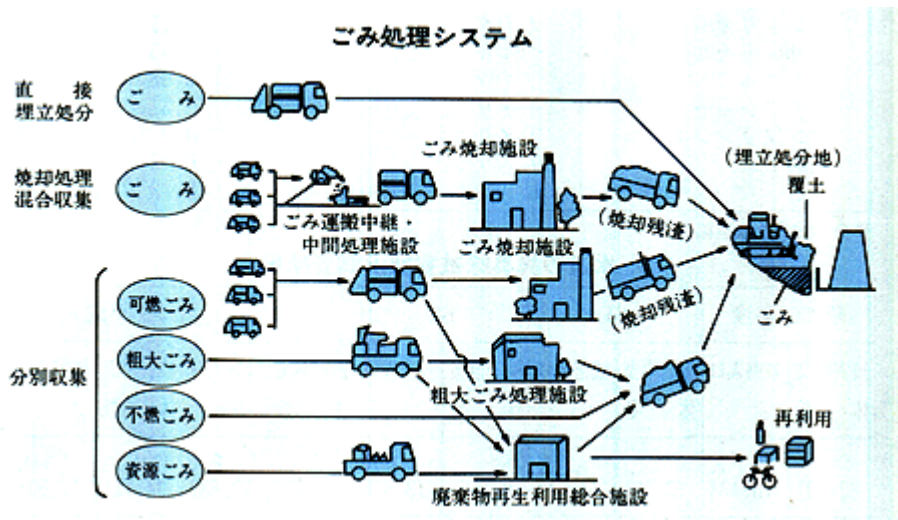 ごみ処理システム
直接
埋立処分
ごみ
焼却処理
混合収集
ごみ
ごみ運搬中継・
中間処理施設
ごみ焼却施設
ごみ焼却施設
(焼却残渣)
(焼却残渣)
(埋立処分地)
覆土
ごみ
分別収集
可燃ごみ
粗大ごみ
不燃ごみ
資源ごみ
粗大ごみ処理施設
廃棄物再生利用総合施設
再利用